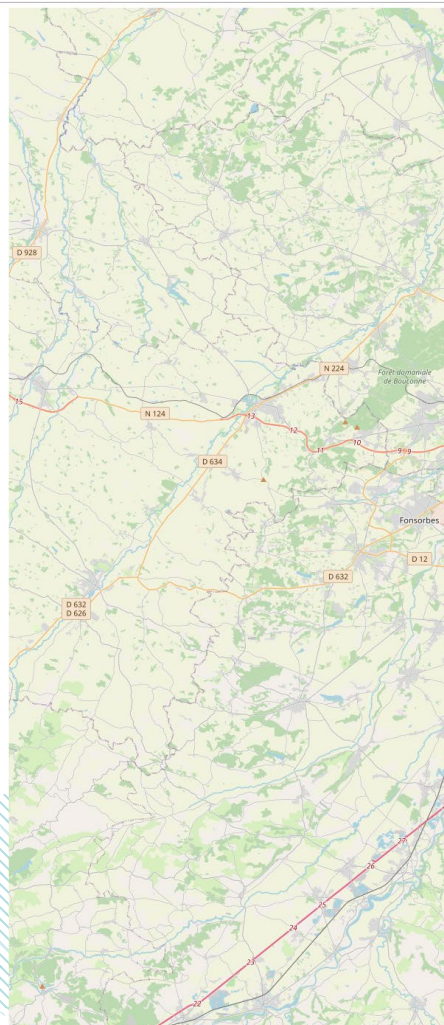 D 928
N 224
Forêt domaniale
de Bouconne
15
N 124
13
12
11
10
9
9
D 634
Fonsorbes
D 12
D 632
D 632
D 626
27
26
25
24
23
22